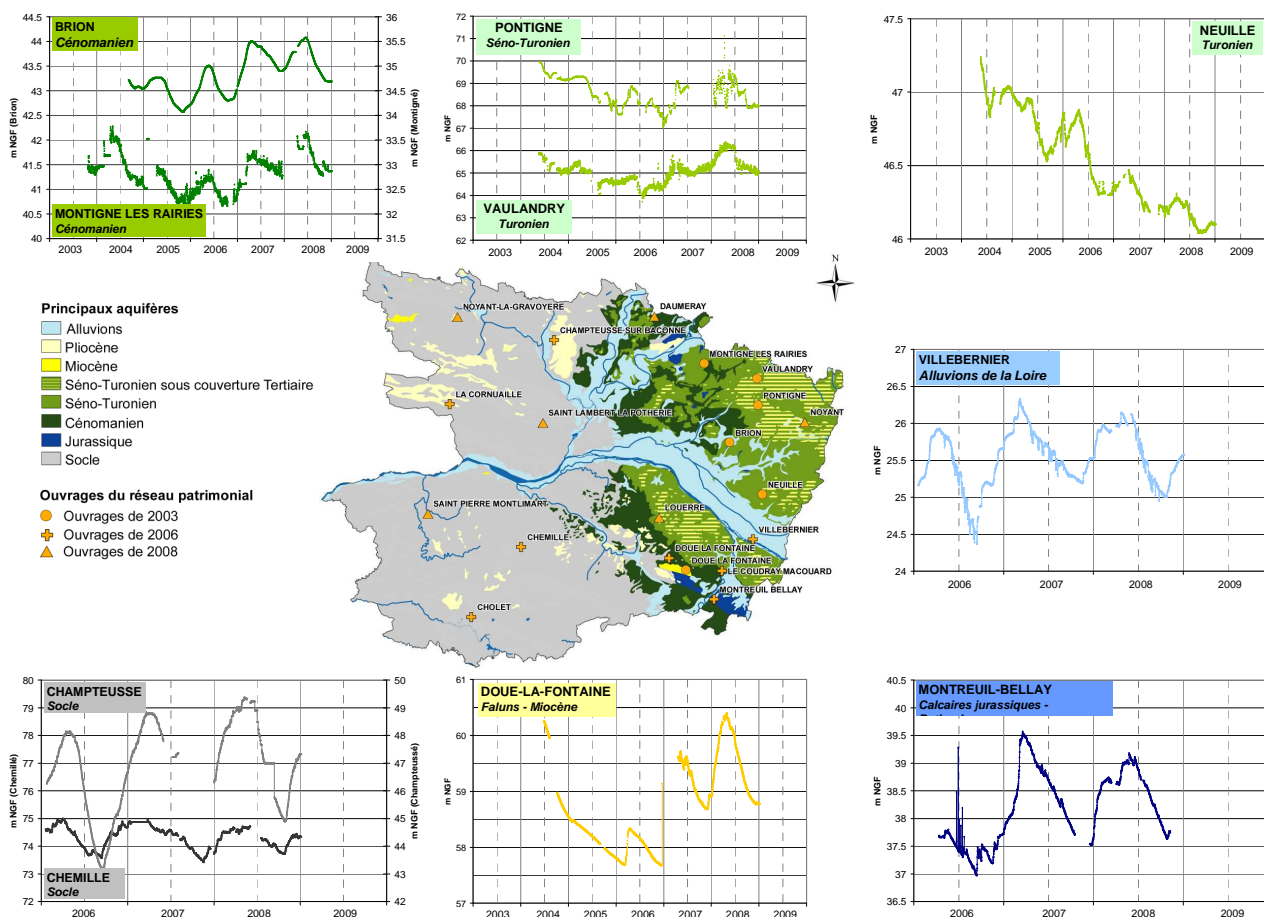 BRION
Cénomanien
MONTIGNE LES RAIRIES
Cénomanien
m NGF (Brion)
m NGF (Montigné)
44.5
44
43.5
43
42.5
42
41.5
41
40.5
40
36
35.5
35
34.5
34
33.5
33
32.5
32
31.5
2003 2004 2005 2006 2007 2008 2009
PONTIGNE
Séno-Turonien
VAULANDRY
Turonien
m NGF
72
71
70
69
68
67
66
65
64
63
62
2003 2004 2005 2006 2007 2008 2009
NEUILLE
Turonien
m NGF
47.5
47
46.5
46
2003 2004 2005 2006 2007 2008 2009
Principaux aquifères
Alluvions
Pliocène
Miocène
Séno-Turonien sous couverture Tertiaire
Séno-Turonien
Cénomanien
Jurassique
Socle
Ouvrages du réseau patrimonial
Ouvrages de 2003
Ouvrages de 2006
Ouvrages de 2008
N
NOYANT-LA-GRAVOYERE
DAUMERAY
CHAMPTEUSSE-SUR-BACONNE
MONTIGNE LES RAIRIES
VAULANDRY
LA CORNUAILLE
PONTIGNE
SAINT LAMBERT LA POTHERIE
NOYANT
BRION
NEUILLE
SAINT PIERRE MONTLIMART
LOUERRE
VILLEBERNIER
CHEMILLE
DOUE LA FONTAINE
DOUE LA FONTAINE
LE COUDRAY MACOUARD
MONTREUIL BELLAY
CHOLET
VILLEBERNIER
Alluvions de la Loire
m NGF
27
26.5
26
25.5
25
24.5
24
2006 2007 2008 2009
CHAMPTEUSSE
Socle
CHEMILLE
Socle
m NGF (Chemillé)
m NGF (Champteussé)
80
79
78
77
76
75
74
73
72
50
49
48
47
46
45
44
43
42
2006 2007 2008 2009
DOUE-LA-FONTAINE
Faluns - Miocène
m NGF
61
60
59
58
57
2003 2004 2005 2006 2007 2008 2009
MONTREUIL-BELLAY
Calcaires jurassiques -
m NGF
40.5
40
39.5
39
38.5
38
37.5
37
36.5
2006 2007 2008 2009